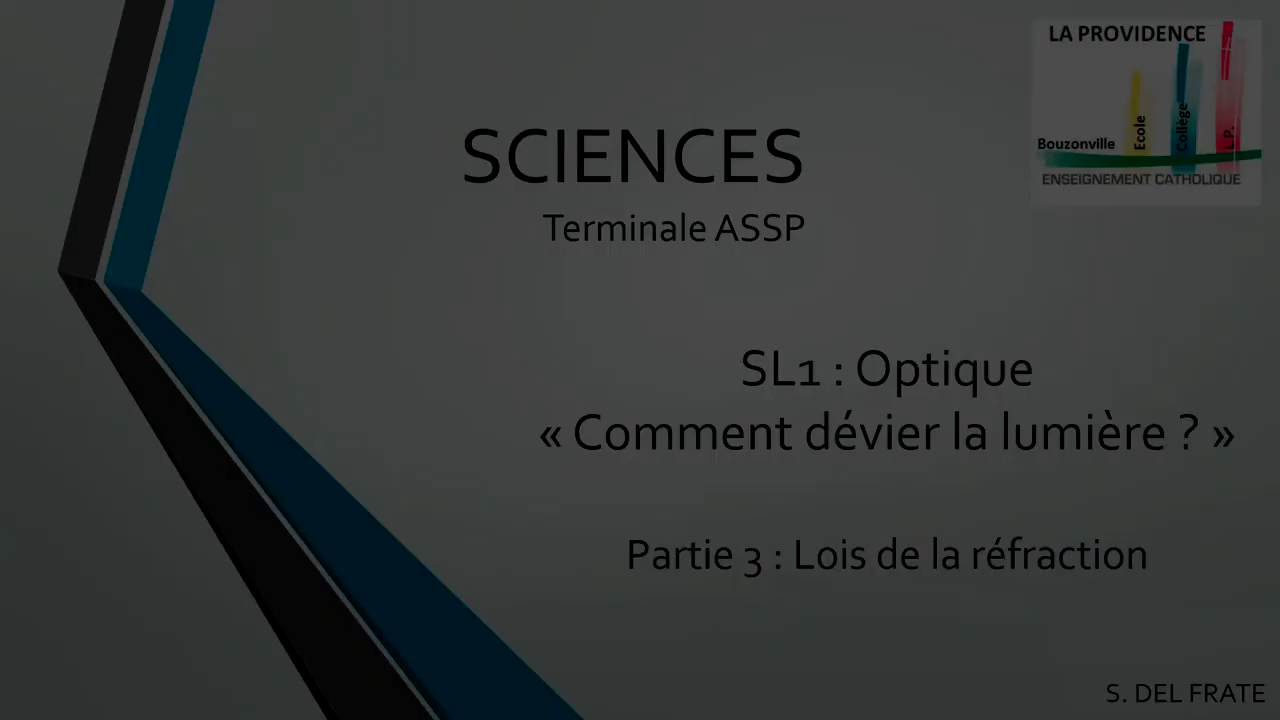 LA PROVIDENCE
Bouzonville
Ecole
Collège
L.P.
ENSEIGNEMENT CATHOLIQUE
SCIENCES
Terminale ASSP
SL1 : Optique
« Comment dévier la lumière ? »
Partie 3 : Lois de la réfraction
S. DEL FRATE